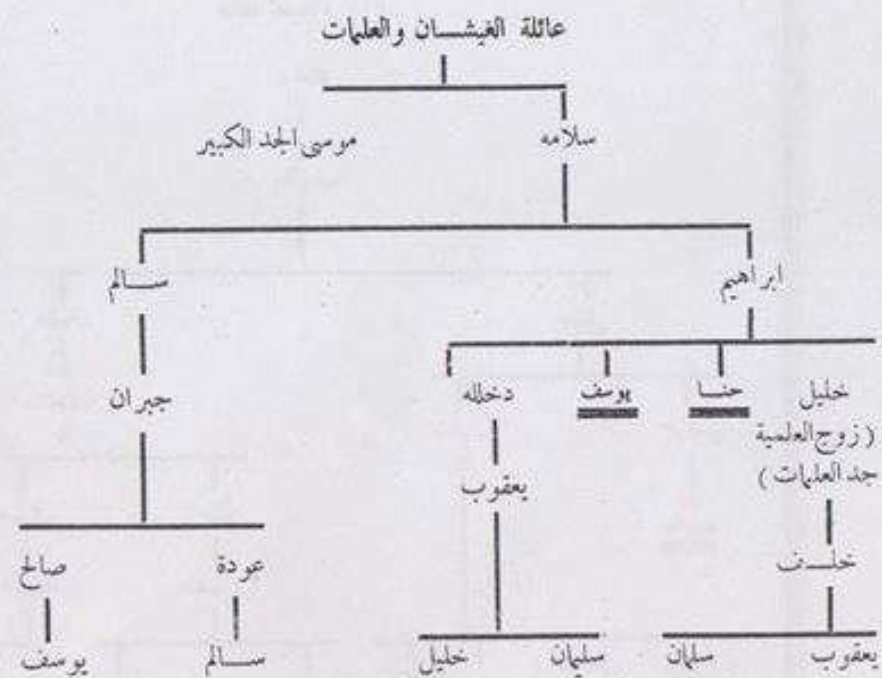 عائلة الغيشان والعلمات
سلامه
موسى الجد الكبير
ابراهيم
سالم
خليل
(زوج العلمية
جد العلمات)
حنا
يوسف
دخلله
جبران
يعقوب
خلف
عودة
صالح
يعقوب
سلمان
سليمان
خليل
سالم
يوسف